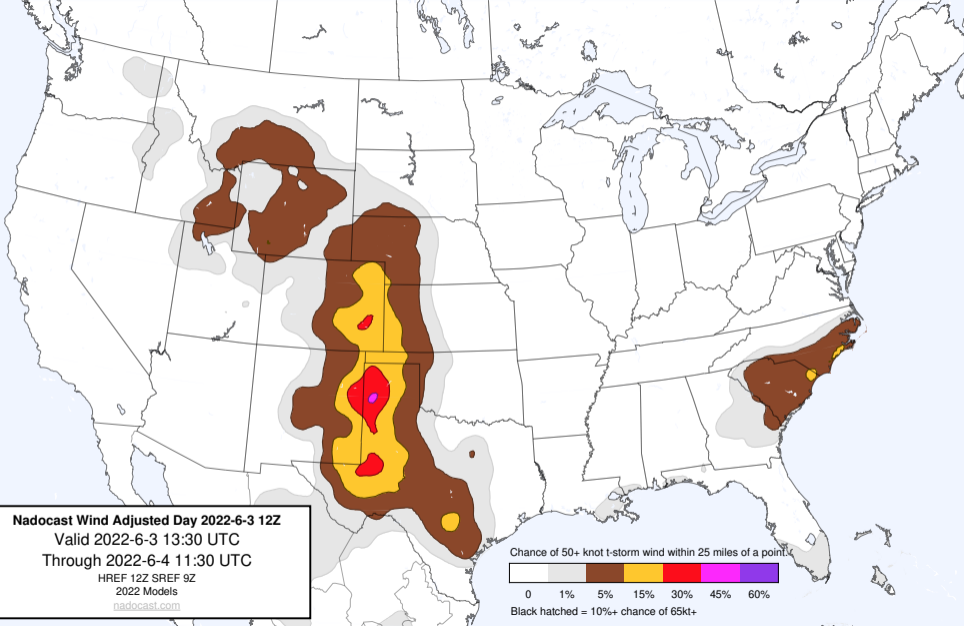 Nadocast Wind Adjusted Day 2022-6-3 12Z
Valid 2022-6-3 13:30 UTC
Through 2022-6-4 11:30 UTC
HREF 12Z SREF 9Z
2022 Models
nadocast.com
Chance of 50+ knot t-storm wind within 25 miles of a point.
0 1% 5% 15% 30% 45% 60%
Black hatched = 10%+ chance of 65kt+